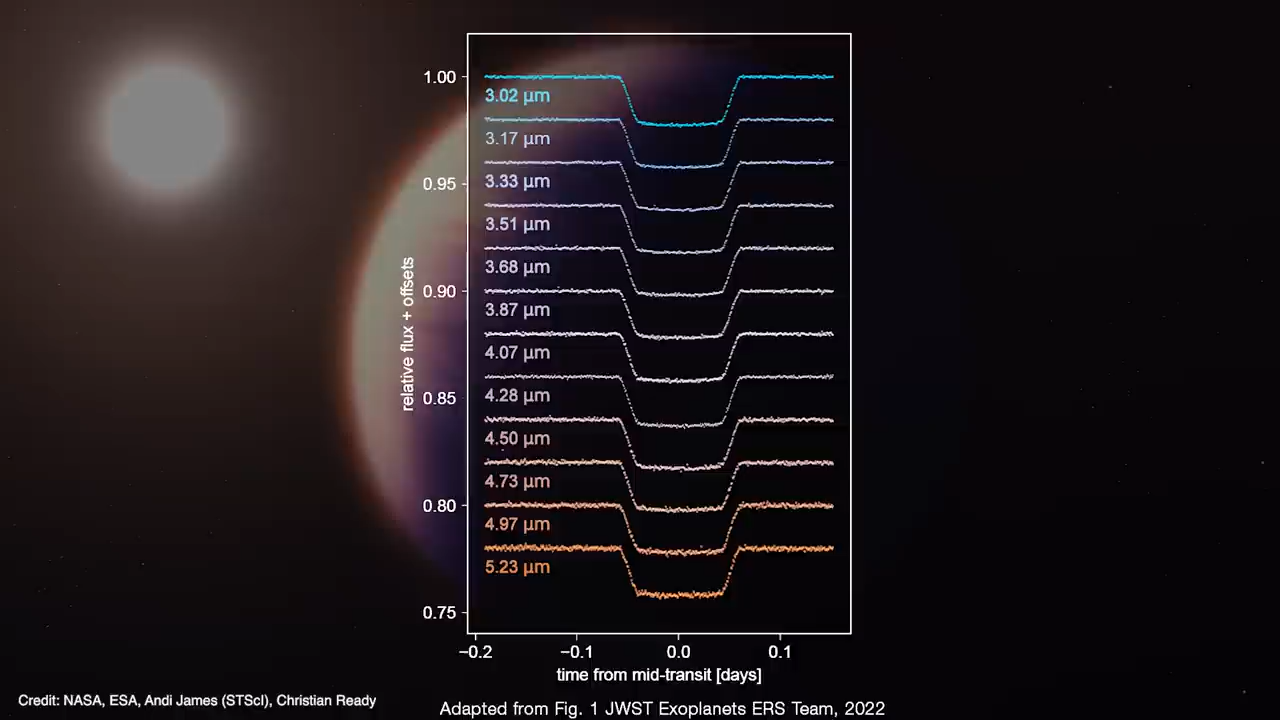 1.00
3.02 µm
3.17 µm
0.95
3.33 µm
3.51 µm
3.68 µm
0.90
3.87 µm
4.07 µm
0.85
4.28 µm
4.50 µm
4.73 µm
0.80
4.97 µm
5.23 µm
0.75
relative flux + offsets
−0.2 −0.1 0.0 0.1
time from mid-transit [days]
Credit: NASA, ESA, Andi James (STScI), Christian Ready
Adapted from Fig. 1 JWST Exoplanets ERS Team, 2022